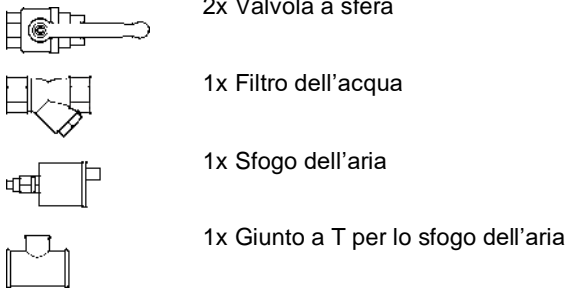 2x Valvola a sfera
1x Filtro dell’acqua
1x Sfogo dell’aria
1x Giunto a T per lo sfogo dell’aria